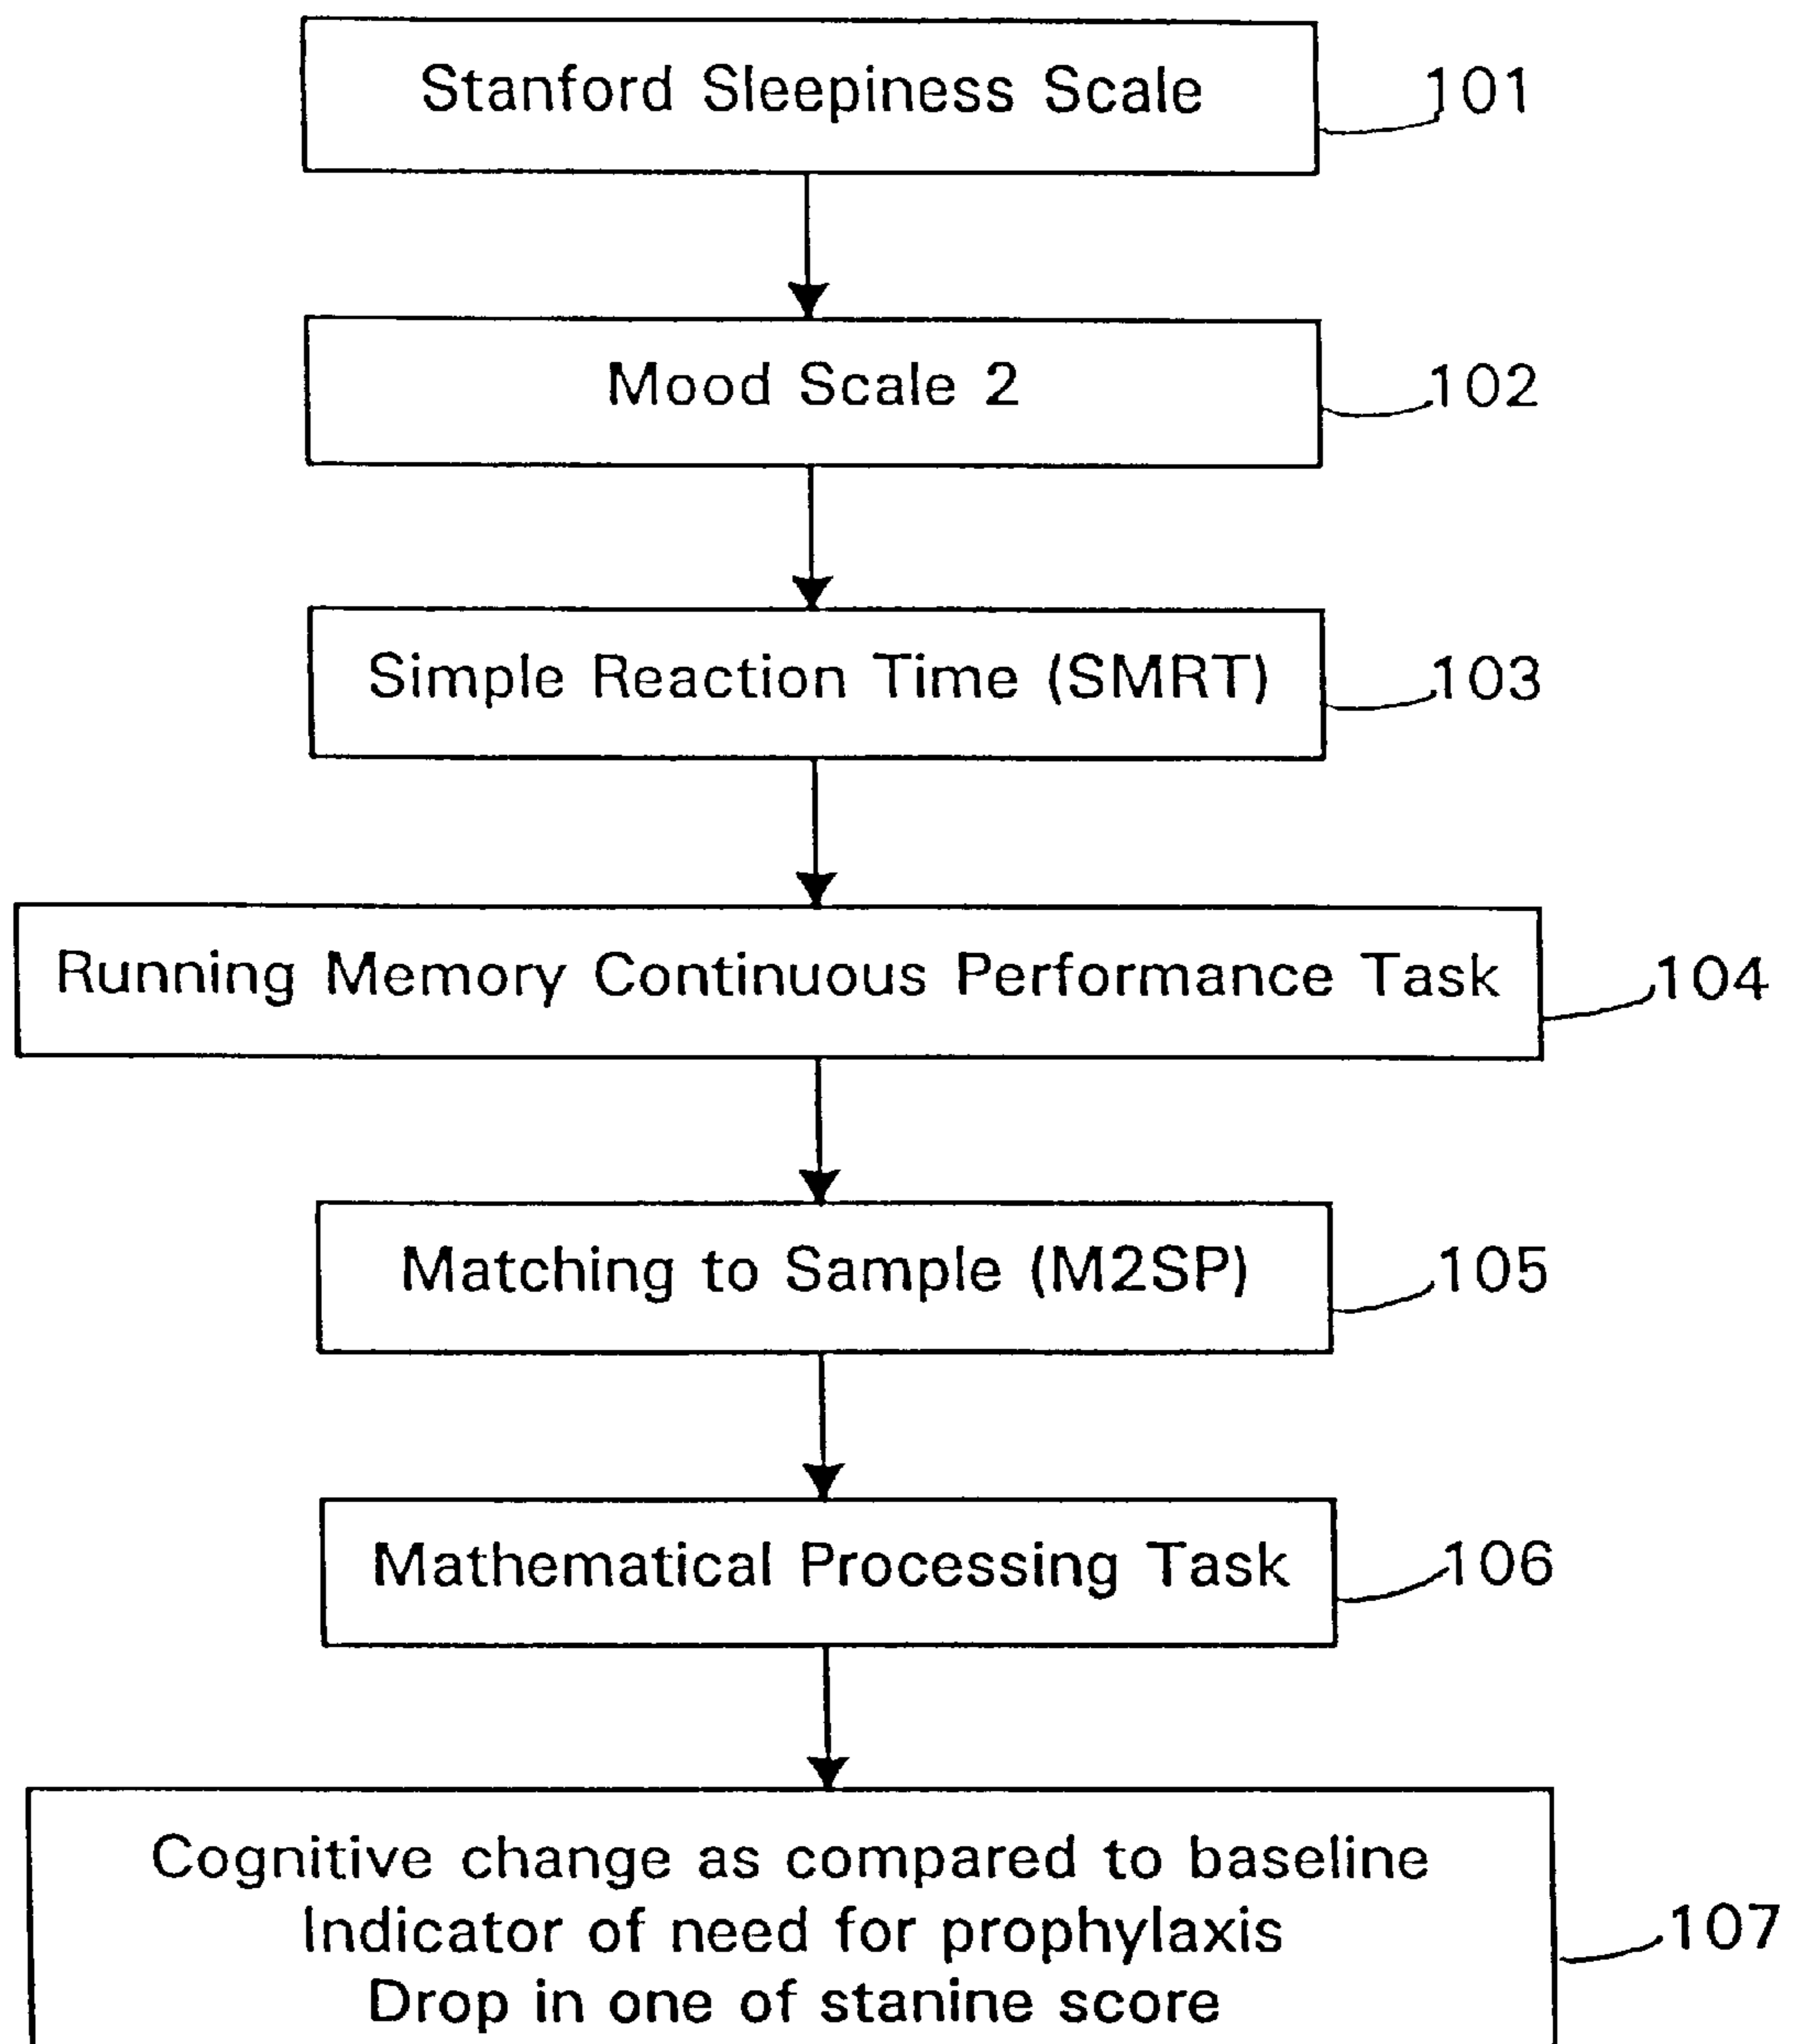 Stanford Sleepiness Scale
101
Mood Scale 2
102
Simple Reaction Time (SMRT)
103
Running Memory Continuous Performance Task
104
Matching to Sample (M2SP)
105
Mathematical Processing Task
106
Cognitive change as compared to baseline
Indicator of need for prophylaxis
Drop in one of stanine score
107